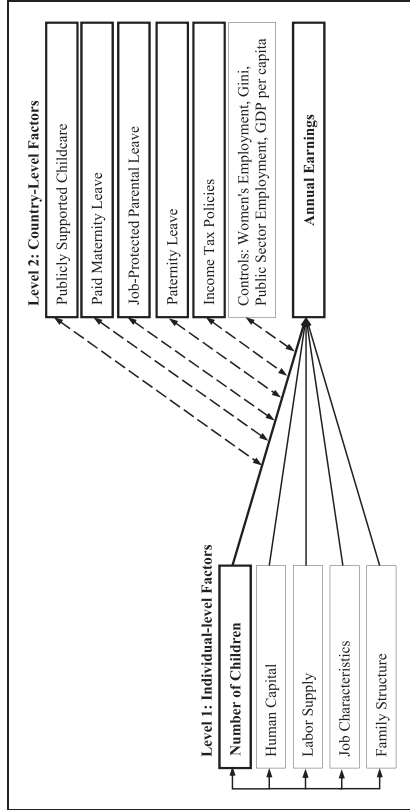 Level 2: Country-Level Factors
Publicly Supported Childcare
Paid Maternity Leave
Job-Protected Parental Leave
Paternity Leave
Income Tax Policies
Controls: Women's Employment, Gini,
Public Sector Employment, GDP per capita
Annual Earnings
Level 1: Individual-level Factors
Number of Children
Human Capital
Labor Supply
Job Characteristics
Family Structure